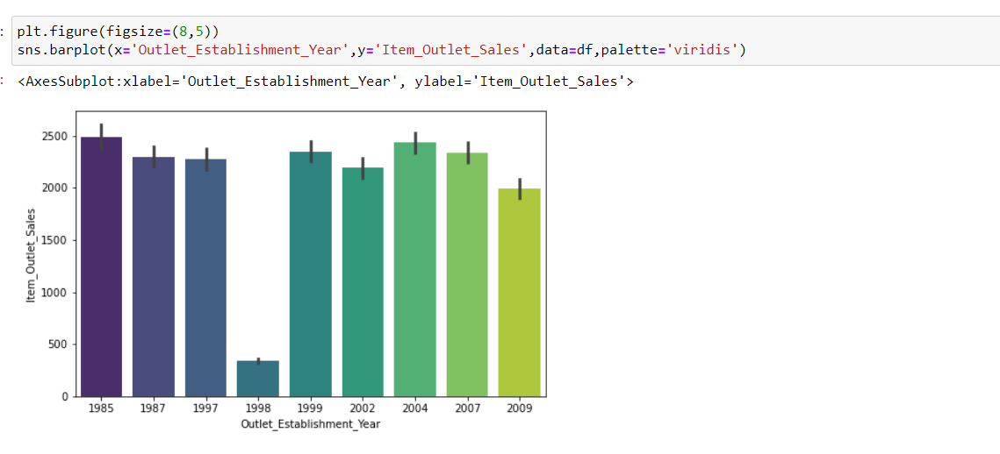 : plt.figure(figsize=(8,5))
sns.barplot(x='Outlet_Establishment_Year',y='Item_Outlet_Sales',data=df,palette='viridis')
: <AxesSubplot:xlabel='Outlet_Establishment_Year', ylabel='Item_Outlet_Sales'>
2500
2000
1500
1000
500
0
Item_Outlet_Sales
1985 1987 1997 1998 1999 2002 2004 2007 2009
Outlet_Establishment_Year